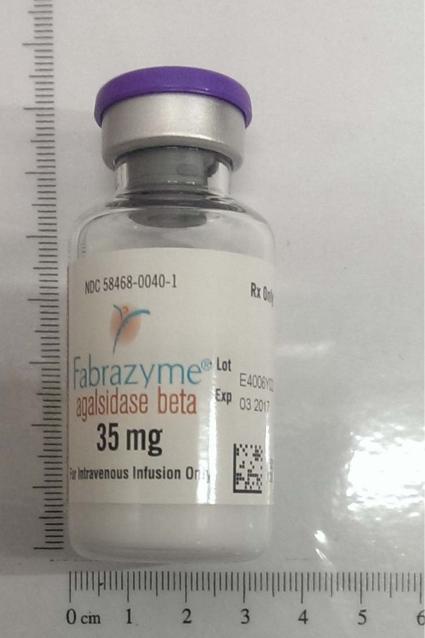 NDC 58468-0040-1
Rx Only
Fabrazyme®
agalsidase beta
35 mg
For Intravenous Infusion Only
Lot
Exp 03 2017
0 cm 1 2 3 4 5 6